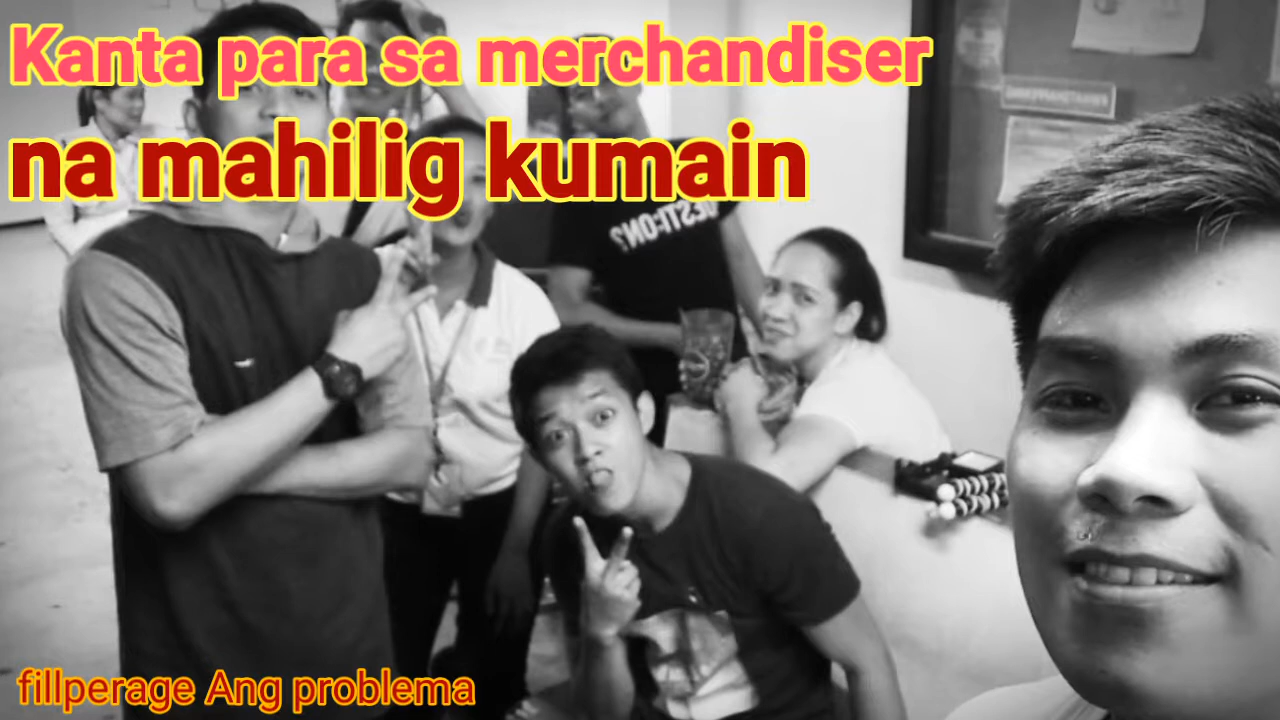 Kanta para sa merchandiser
na mahilig kumain
fillperage Ang problema